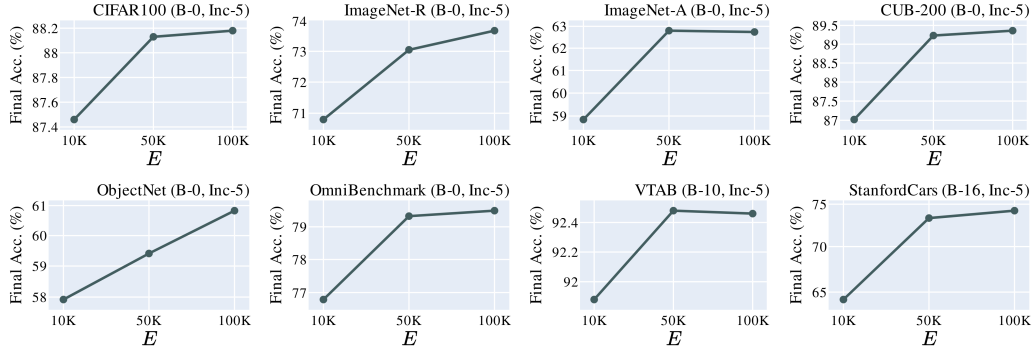 CIFAR100 (B-0, Inc-5)
Final Acc. (%)
88.2
88
87.8
87.6
87.4
10K 50K 100K
E
ImageNet-R (B-0, Inc-5)
Final Acc. (%)
74
73
72
71
10K 50K 100K
E
ImageNet-A (B-0, Inc-5)
Final Acc. (%)
63
62
61
60
59
10K 50K 100K
E
CUB-200 (B-0, Inc-5)
Final Acc. (%)
89.5
89
88.5
88
87.5
87
10K 50K 100K
E
ObjectNet (B-0, Inc-5)
Final Acc. (%)
61
60
59
58
10K 50K 100K
E
OmniBenchmark (B-0, Inc-5)
Final Acc. (%)
79
78
77
10K 50K 100K
E
VTAB (B-10, Inc-5)
Final Acc. (%)
92.4
92.2
92
10K 50K 100K
E
StanfordCars (B-16, Inc-5)
Final Acc. (%)
75
70
65
10K 50K 100K
E